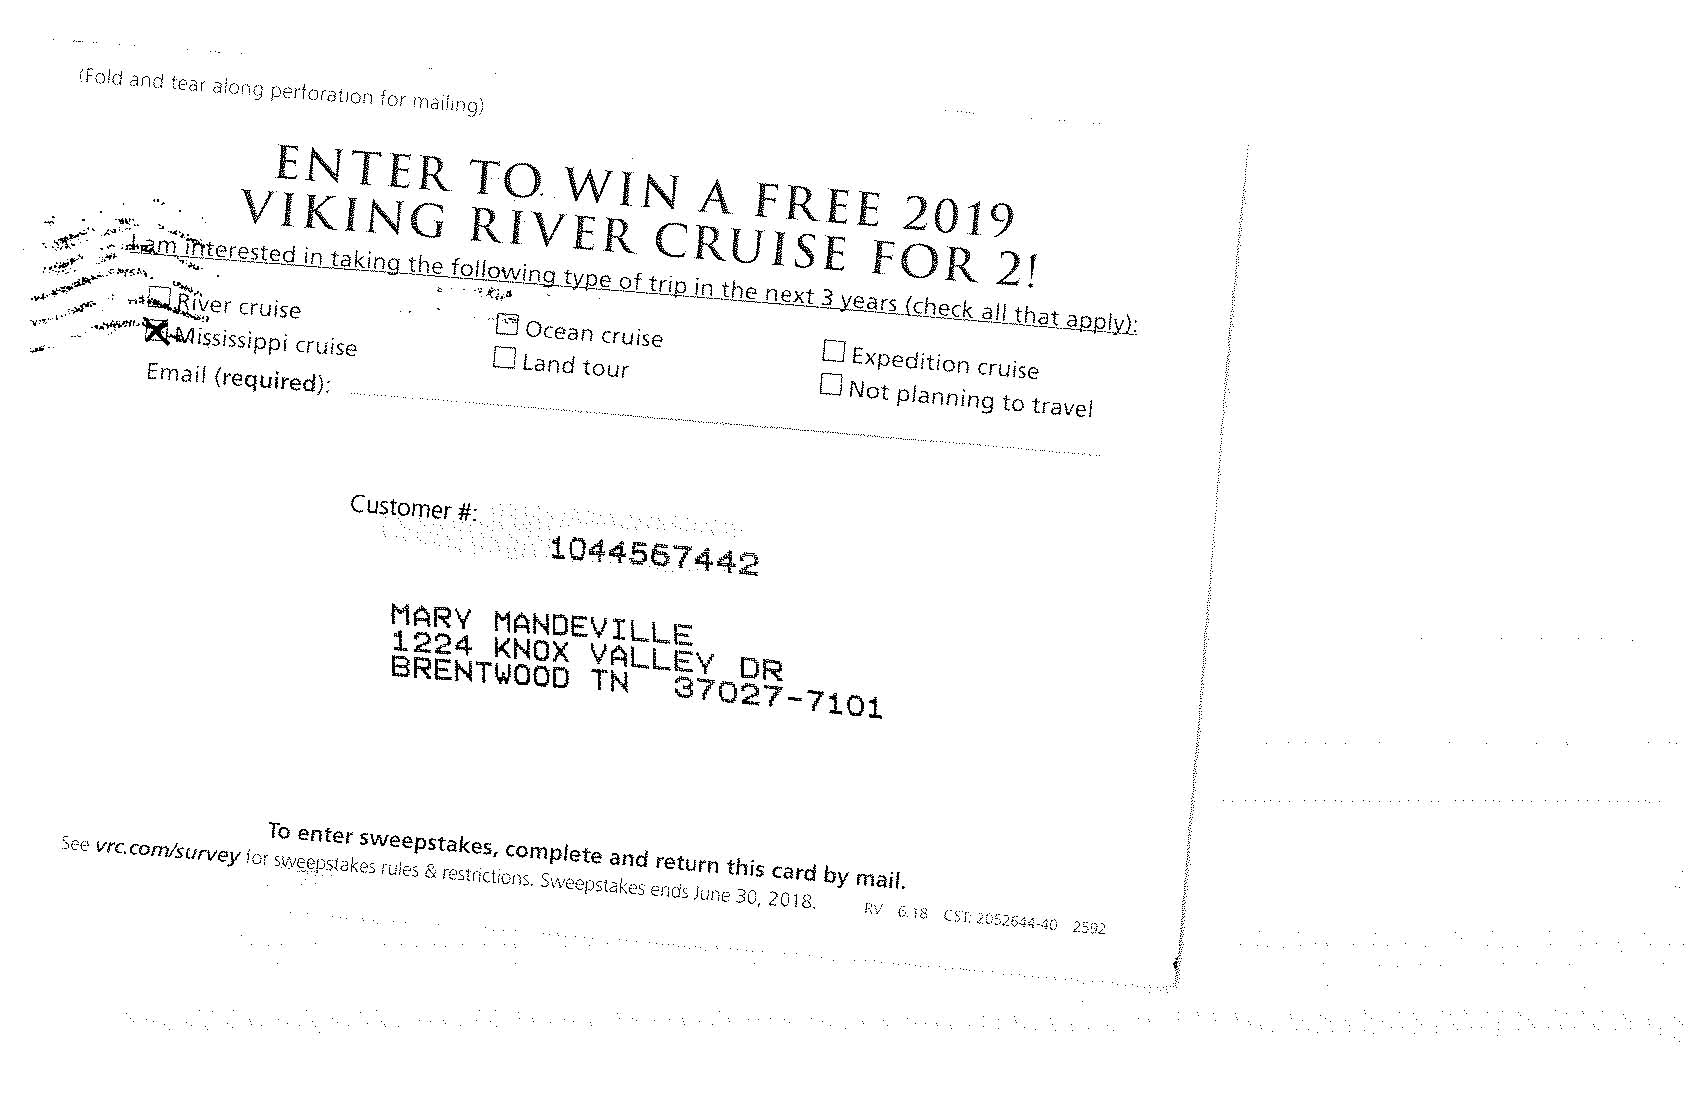 (Fold and tear along perforation for mailing)
ENTER TO WIN A FREE 2019
VIKING RIVER CRUISE FOR 2!
I am interested in taking the following type of trip in the next 3 years (check all that apply):
River cruise
Ocean cruise
Expedition cruise
Mississippi cruise
Land tour
Not planning to travel
Email (required):
Customer #:
1044567442
MARY MANDEVILLE
1224 KNOX VALLEY DR
BRENTWOOD TN 37027-7101
To enter sweepstakes, complete and return this card by mail.
See vrc.com/survey for sweepstakes rules & restrictions. Sweepstakes ends June 30, 2018. RV 6.18 CST: 2052644-40 2592